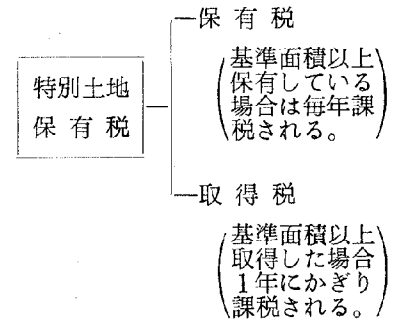 特別土地
保有税
保有税
基準面積以上
保有している
場合は毎年課
税される。
取得税
基準面積以上
取得した場合
1年にかぎり
課税される。